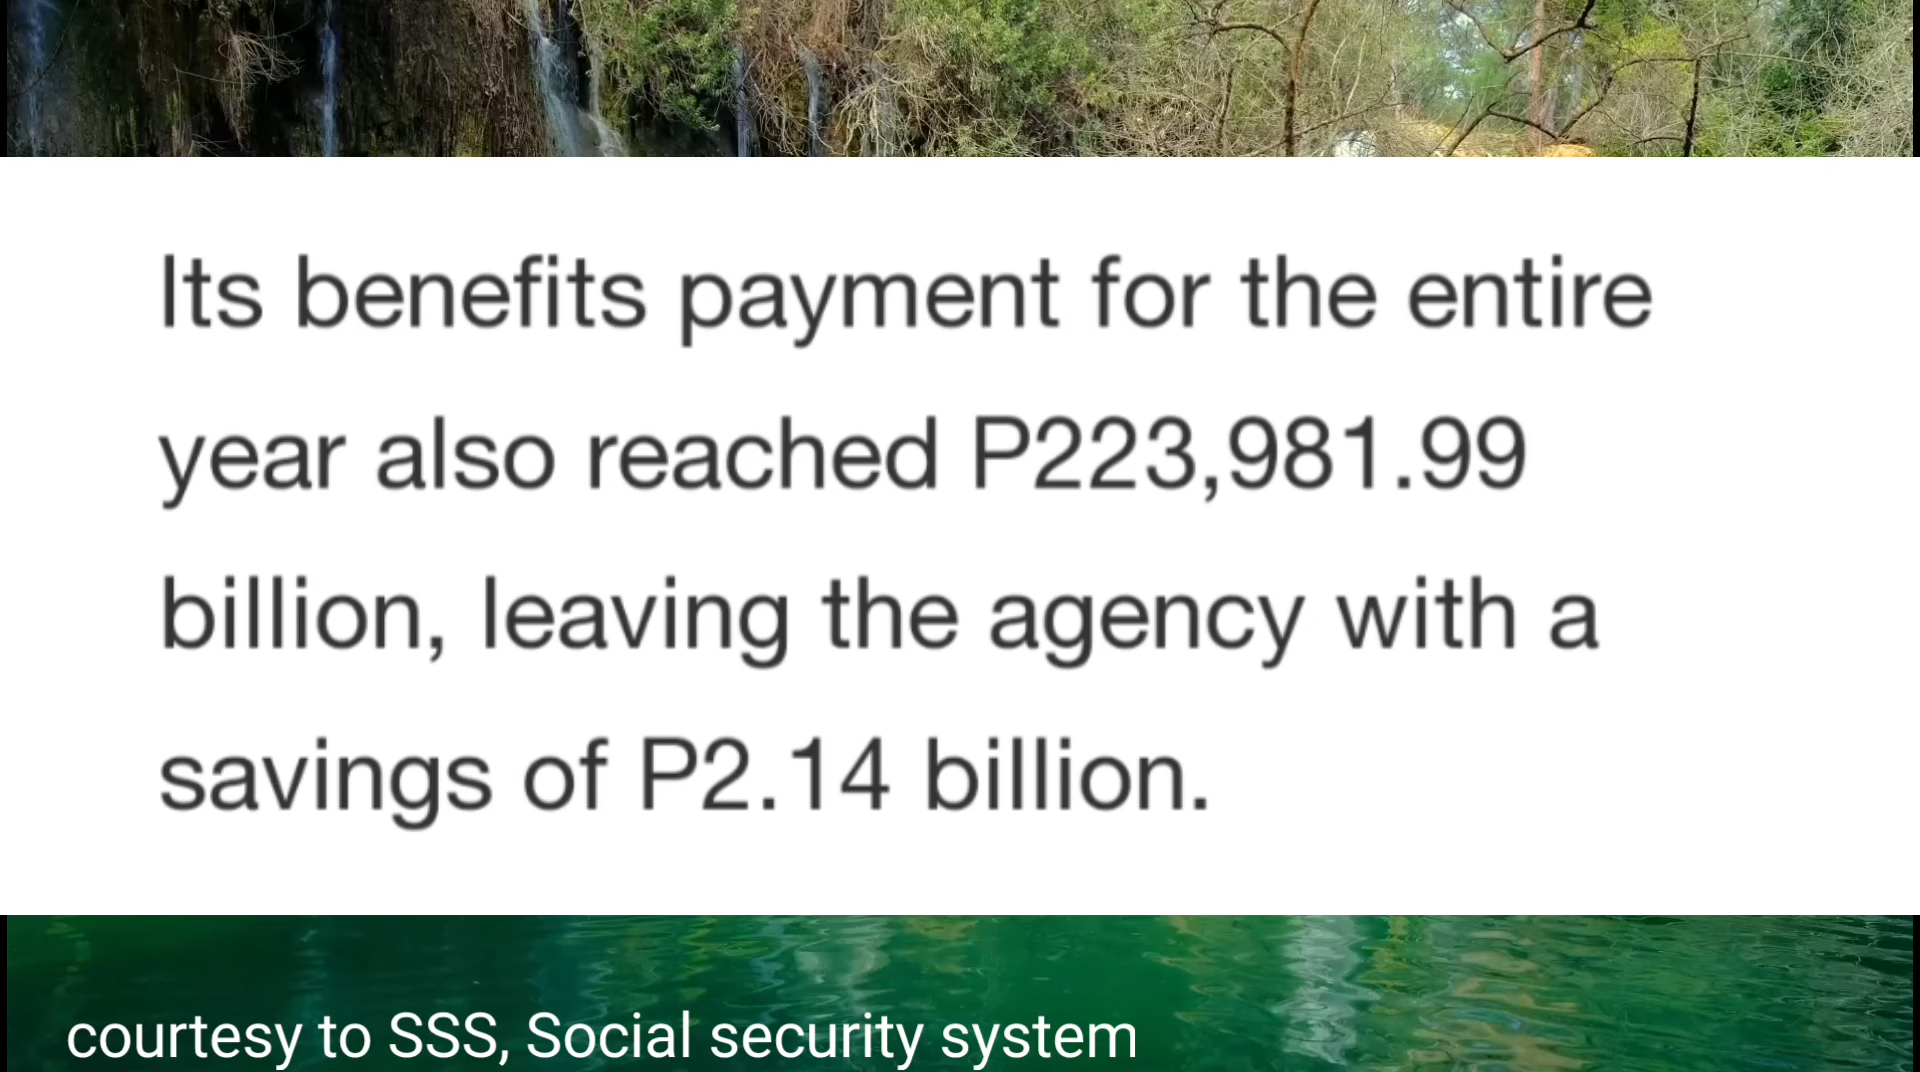 Its benefits payment for the entire
year also reached P223,981.99
billion, leaving the agency with a
savings of P2.14 billion.
courtesy to SSS, Social security system